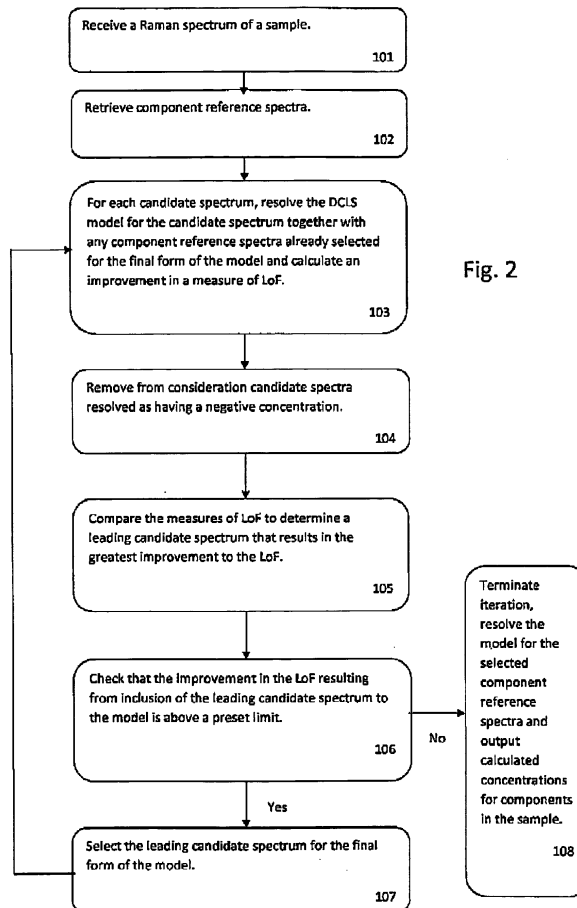 Receive a Raman spectrum of a sample.
101
Retrieve component reference spectra.
102
For each candidate spectrum, resolve the DCLS
model for the candidate spectrum together with
any component reference spectra already selected
for the final form of the model and calculate an
improvement in a measure of LoF.
103
Fig. 2
Remove from consideration candidate spectra
resolved as having a negative concentration.
104
Compare the measures of LoF to determine a
leading candidate spectrum that results in the
greatest improvement to the LoF.
105
Check that the improvement in the LoF resulting
from inclusion of the leading candidate spectrum to
the model is above a preset limit.
106
No
Terminate
iteration,
resolve the
model for the
selected
component
reference
spectra and
output
calculated
concentrations
for components
in the sample.
108
Yes
Select the leading candidate spectrum for the final
form of the model.
107